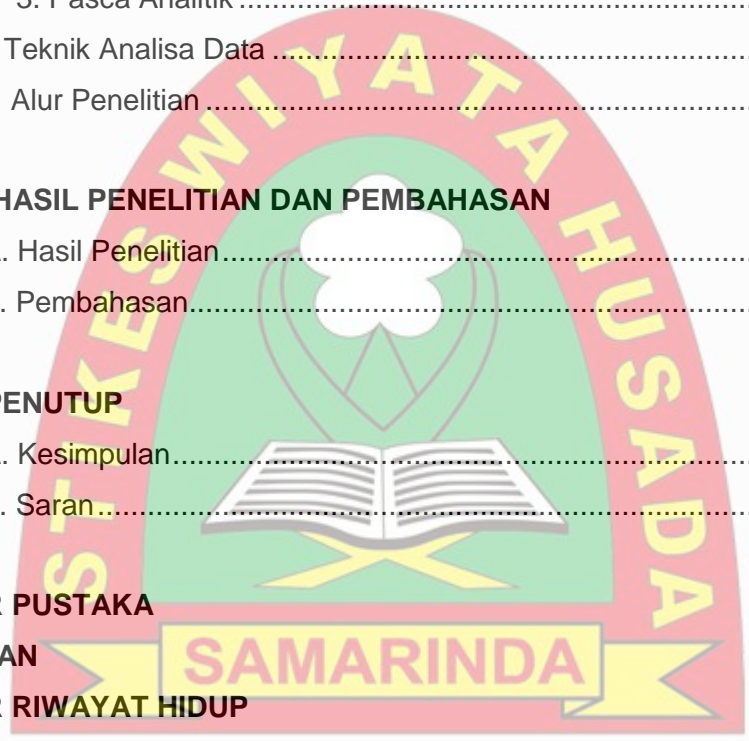 3. Pasca Analitik
Teknik Analisa Data
Alur Penelitian
HASIL PENELITIAN DAN PEMBAHASAN
. Hasil Penelitian
. Pembahasan
PENUTUP
. Kesimpulan
. Saran
R PUSTAKA
AN
R RIWAYAT HIDUP
STIKES WIYATA HUSADA
SAMARINDA